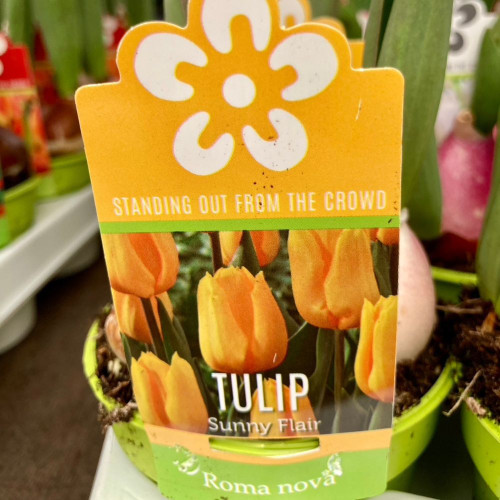 STANDING OUT FROM THE CROWD
TULIP
Sunny Flair
Roma nova